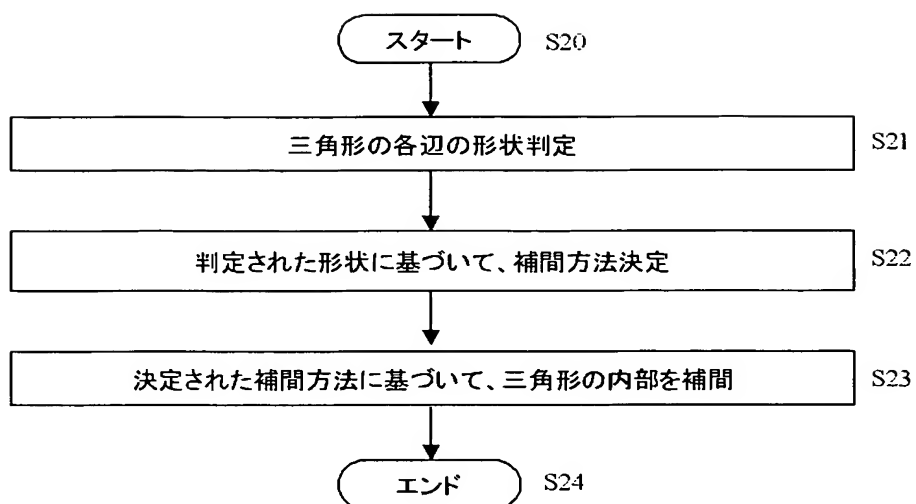 スタート S20
三角形の各辺の形状判定 S21
判定された形状に基づいて、補間方法決定 S22
決定された補間方法に基づいて、三角形の内部を補間 S23
エンド S24